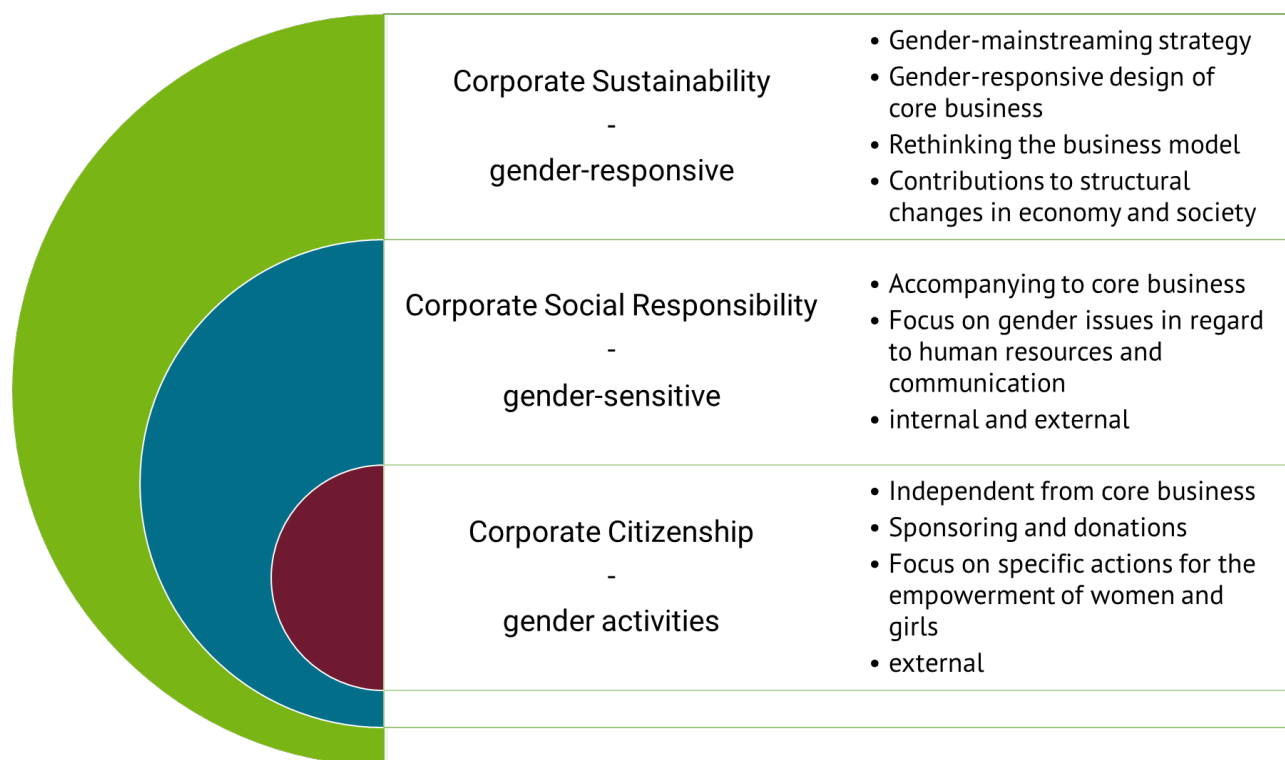 Corporate Sustainability
-
gender-responsive
• Gender-mainstreaming strategy
• Gender-responsive design of
core business
• Rethinking the business model
• Contributions to structural
changes in economy and society
Corporate Social Responsibility
-
gender-sensitive
• Accompanying to core business
• Focus on gender issues in regard
to human resources and
communication
• internal and external
Corporate Citizenship
-
gender activities
• Independent from core business
• Sponsoring and donations
• Focus on specific actions for the
empowerment of women and
girls
• external